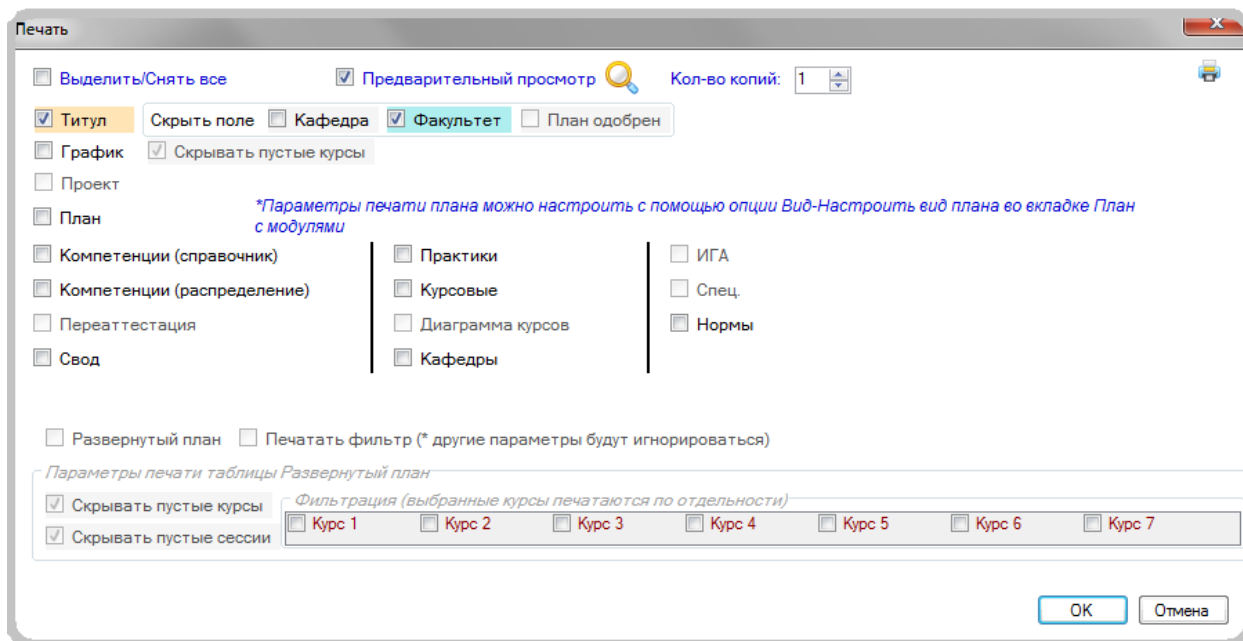 Печать
Выделить/Снять все Предварительный просмотр Кол-во копий: 1
Титул Скрыть поле Кафедра Факультет План одобрен
График Скрывать пустые курсы
Проект
План *Параметры печати плана можно настроить с помощью опции Вид-Настроить вид плана во вкладке План
с модулями
Компетенции (справочник) Практики ИГА
Компетенции (распределение) Курсовые Спец.
Переаттестация Диаграмма курсов Нормы
Свод Кафедры
Развернутый план Печатать фильтр (* другие параметры будут игнорироваться)
Параметры печати таблицы Развернутый план
Скрывать пустые курсы Фильтрация (выбранные курсы печатаются по отдельности)
Курс 1 Курс 2 Курс 3 Курс 4 Курс 5 Курс 6 Курс 7
Скрывать пустые сессии
OK Отмена